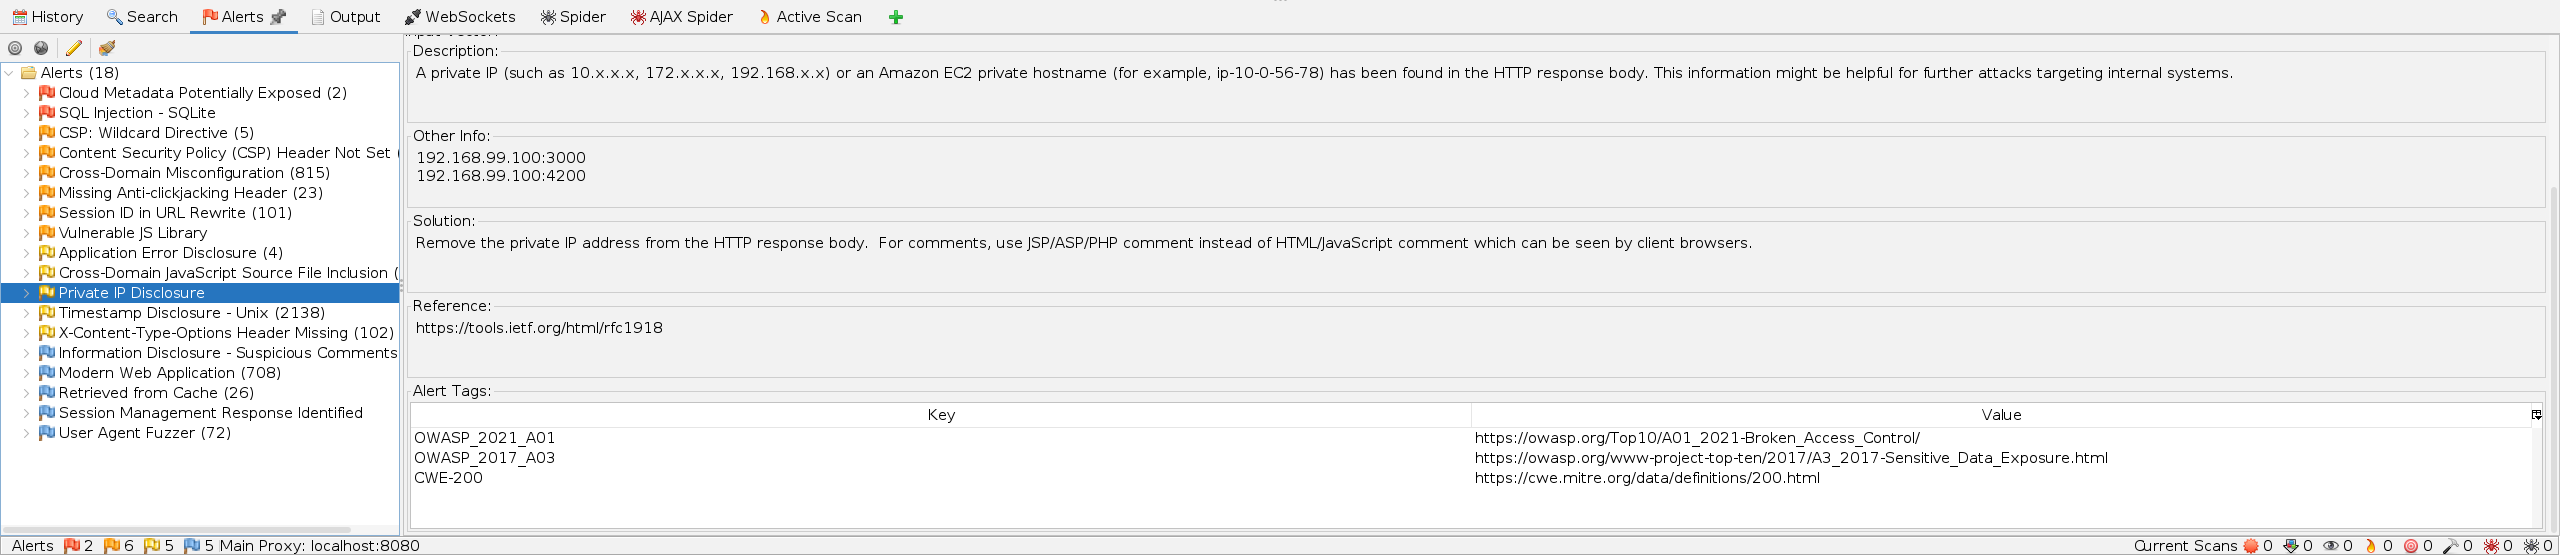 History Search Alerts Output WebSockets Spider AJAX Spider Active Scan
Alerts (18)
Cloud Metadata Potentially Exposed (2)
SQL Injection - SQLite
CSP: Wildcard Directive (5)
Content Security Policy (CSP) Header Not Set (
Cross-Domain Misconfiguration (815)
Missing Anti-clickjacking Header (23)
Session ID in URL Rewrite (101)
Vulnerable JS Library
Application Error Disclosure (4)
Cross-Domain JavaScript Source File Inclusion (
Private IP Disclosure
Timestamp Disclosure - Unix (2138)
X-Content-Type-Options Header Missing (102)
Information Disclosure - Suspicious Comments
Modern Web Application (708)
Retrieved from Cache (26)
Session Management Response Identified
User Agent Fuzzer (72)
Description:
A private IP (such as 10.x.x.x, 172.x.x.x, 192.168.x.x) or an Amazon EC2 private hostname (for example, ip-10-0-56-78) has been found in the HTTP response body. This information might be helpful for further attacks targeting internal systems.
Other Info:
192.168.99.100:3000
192.168.99.100:4200
Solution:
Remove the private IP address from the HTTP response body.  For comments, use JSP/ASP/PHP comment instead of HTML/JavaScript comment which can be seen by client browsers.
Reference:
https://tools.ietf.org/html/rfc1918
Alert Tags:
Key Value
OWASP_2021_A01 https://owasp.org/Top10/A01_2021-Broken_Access_Control/
OWASP_2017_A03 https://owasp.org/www-project-top-ten/2017/A3_2017-Sensitive_Data_Exposure.html
CWE-200 https://cwe.mitre.org/data/definitions/200.html
Alerts 2 6 5 5 Main Proxy: localhost:8080 Current Scans 0 0 0 0 0 0 0 0